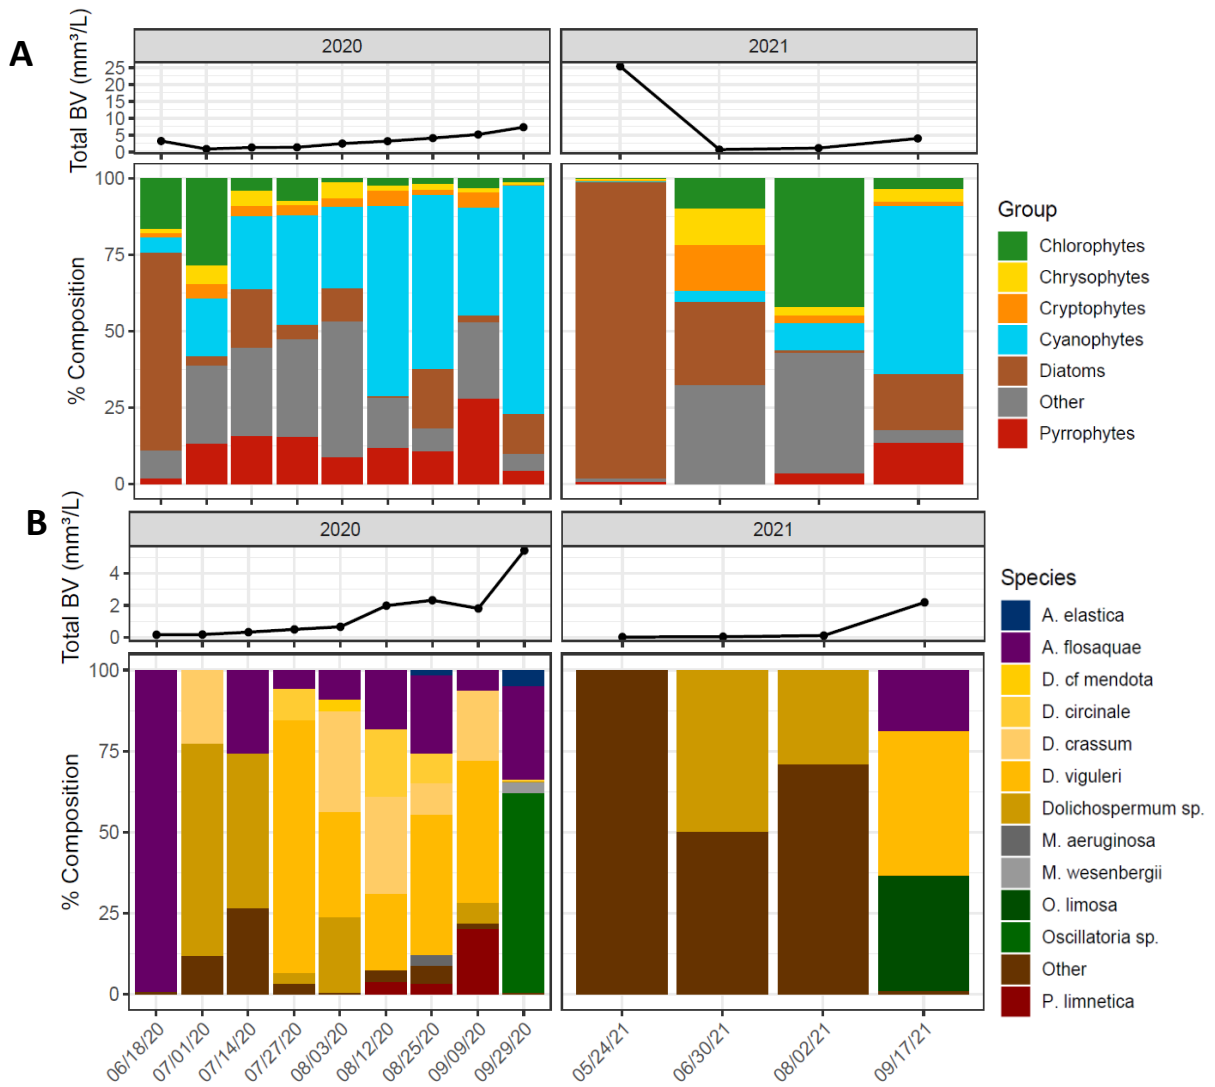 A
Total BV (mm³/L)
2020
2021
25
20
15
10
5
0
% Composition
100
75
50
25
0
Group
Chlorophytes
Chrysophytes
Cryptophytes
Cyanophytes
Diatoms
Other
Pyrrophytes
B
Total BV (mm³/L)
2020
2021
4
2
0
% Composition
100
75
50
25
0
Species
A. elastica
A. flosaquae
D. cf mendota
D. circinale
D. crassum
D. viguleri
Dolichospermum sp.
M. aeruginosa
M. wesenbergii
O. limosa
Oscillatoria sp.
Other
P. limnetica
06/18/20
07/01/20
07/14/20
07/27/20
08/03/20
08/12/20
08/25/20
09/09/20
09/29/20
05/24/21
06/30/21
08/02/21
09/17/21